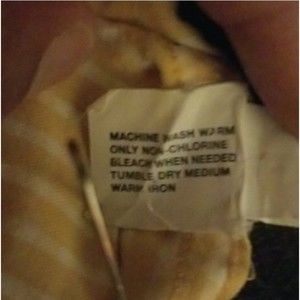 MACHINE WASH WARM
ONLY NON-CHLORINE
BLEACH WHEN NEEDED
TUMBLE DRY MEDIUM
WARM IRON